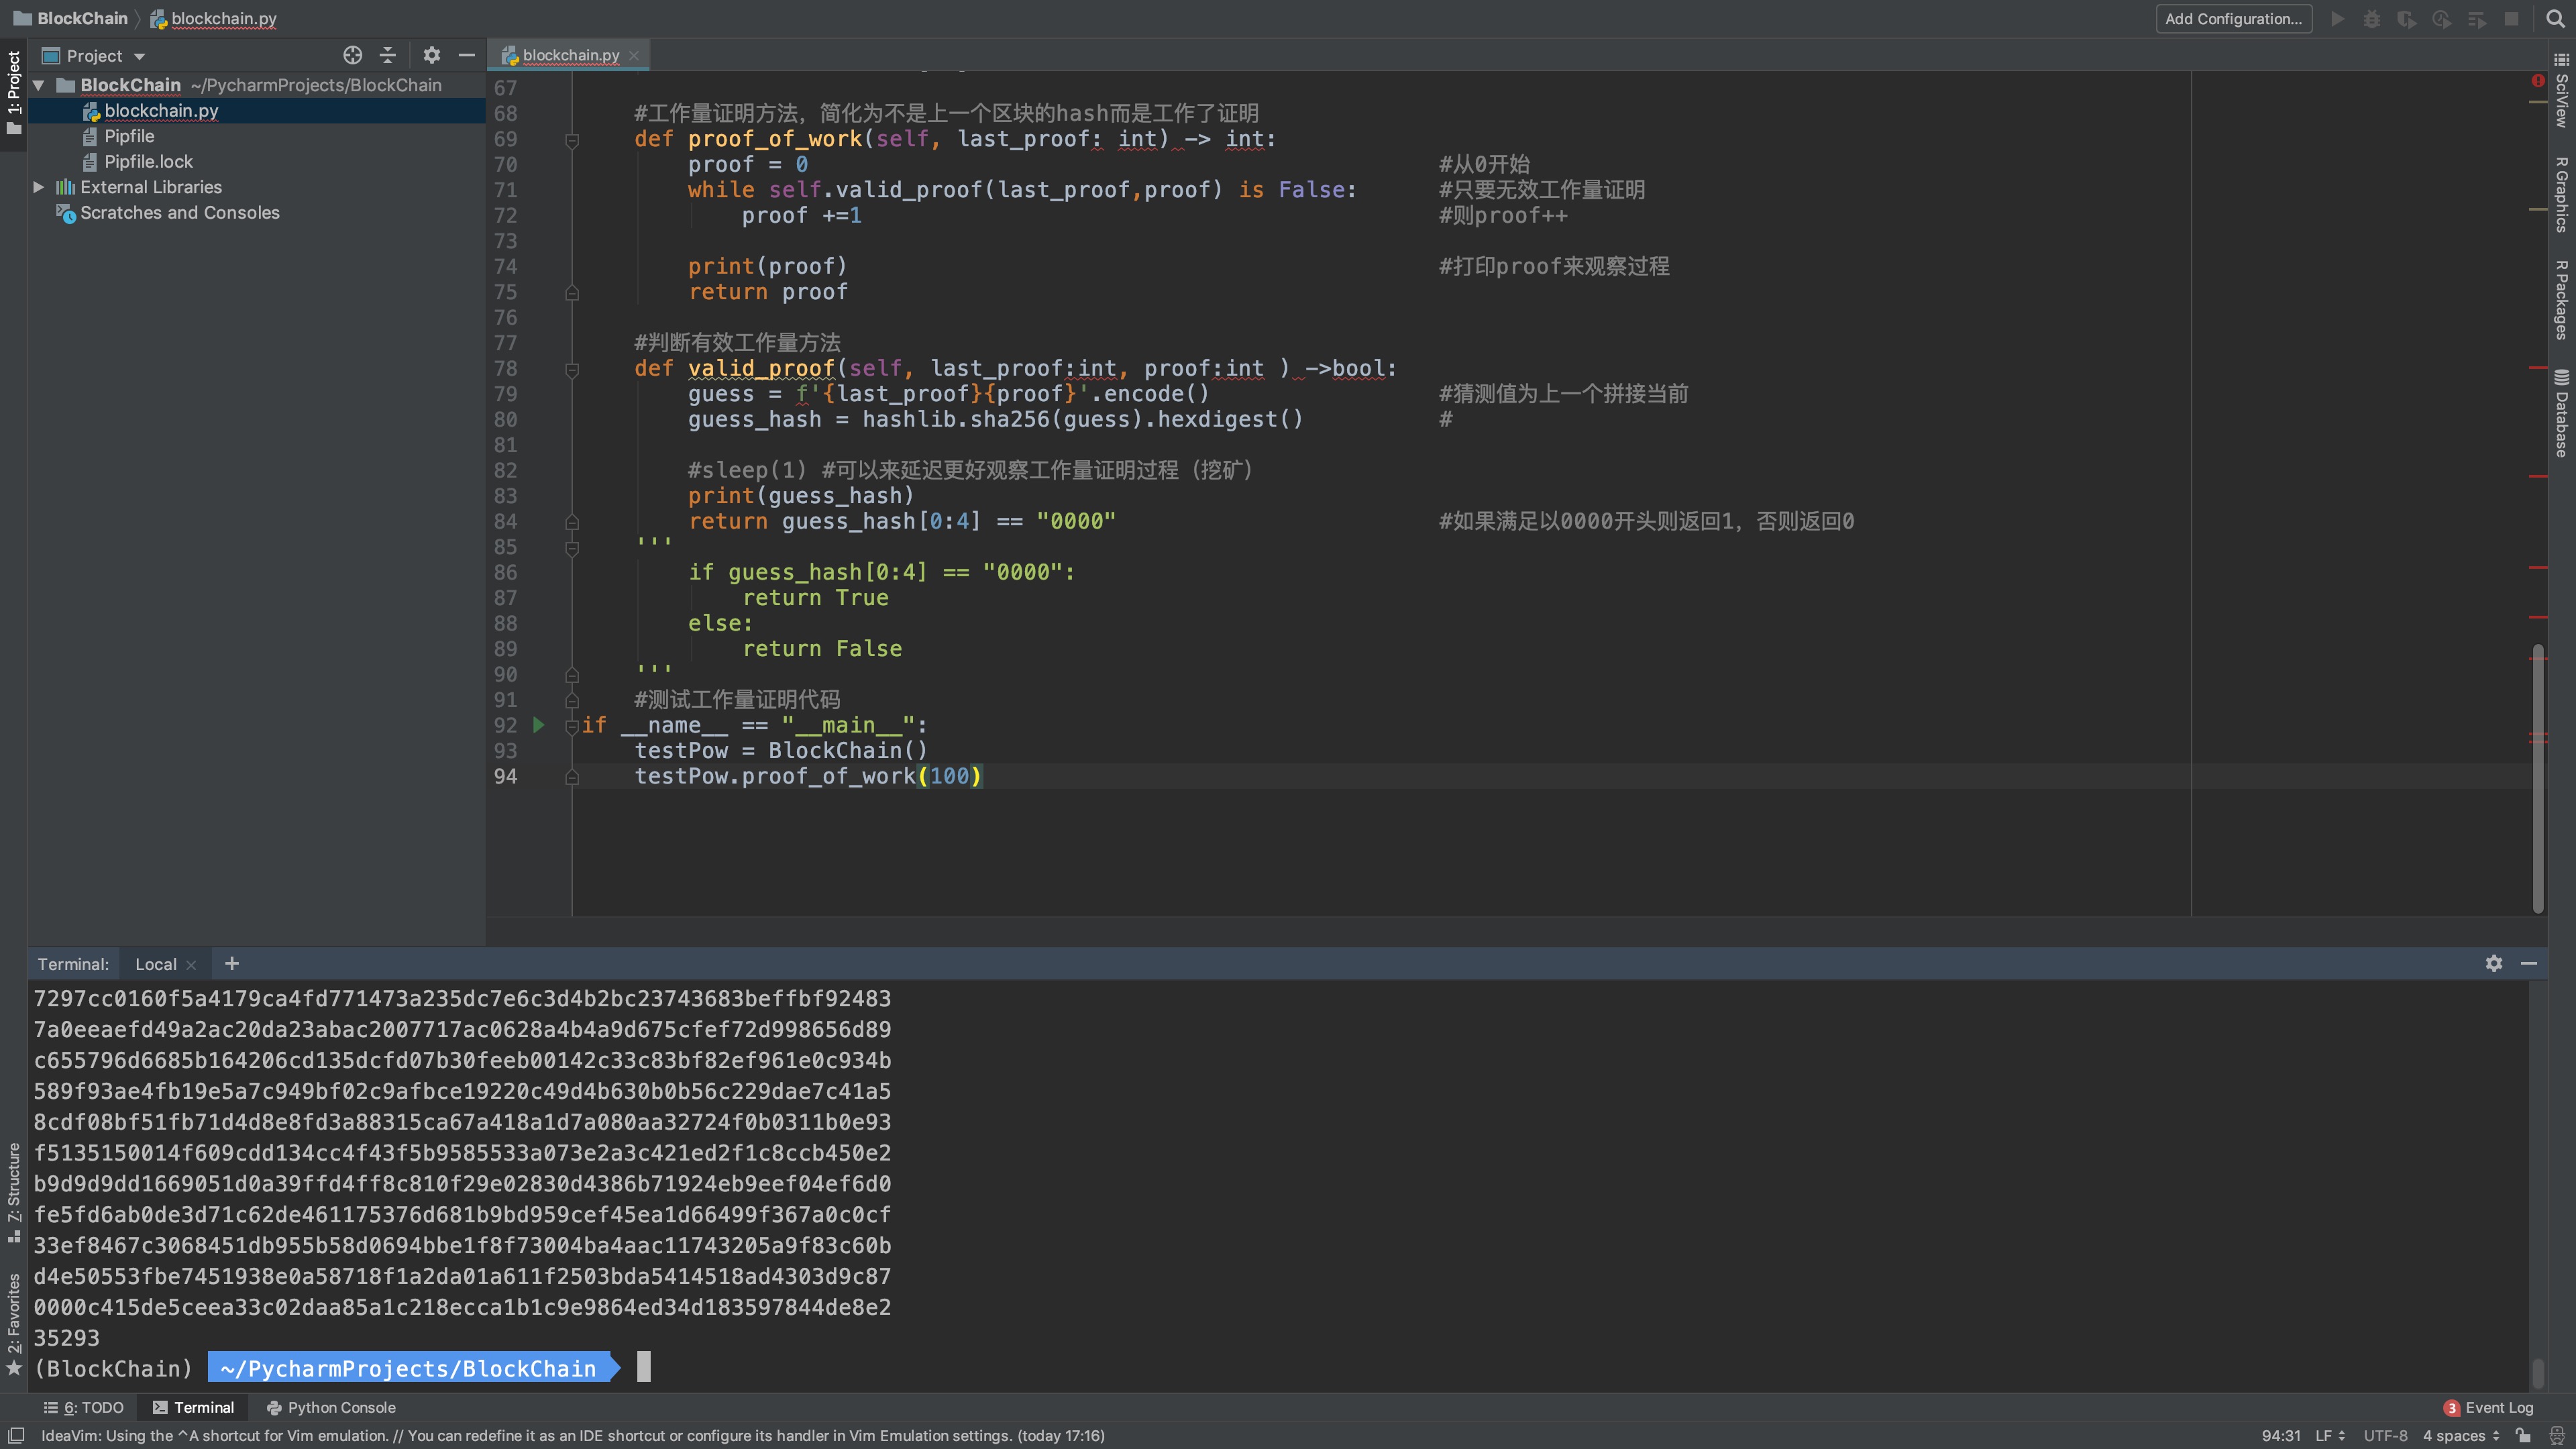 BlockChain
blockchain.py
Add Configuration...
1: Project
Project
BlockChain ~/PycharmProjects/BlockChain
blockchain.py
Pipfile
Pipfile.lock
External Libraries
Scratches and Consoles
blockchain.py
67
68 #工作量证明方法，简化为不是上一个区块的hash而是工作了证明
69 def proof_of_work(self, last_proof: int) -> int:
70 proof = 0 #从0开始
71 while self.valid_proof(last_proof,proof) is False: #只要无效工作量证明
72 proof +=1 #则proof++
73
74 print(proof) #打印proof来观察过程
75 return proof
76
77 #判断有效工作量方法
78 def valid_proof(self, last_proof:int, proof:int ) ->bool:
79 guess = f'{last_proof}{proof}'.encode() #猜测值为上一个拼接当前
80 guess_hash = hashlib.sha256(guess).hexdigest() #
81
82 #sleep(1) #可以来延迟更好观察工作量证明过程（挖矿）
83 print(guess_hash)
84 return guess_hash[0:4] == "0000" #如果满足以0000开头则返回1，否则返回0
85 '''
86 if guess_hash[0:4] == "0000":
87 return True
88 else:
89 return False
90 '''
91 #测试工作量证明代码
92 if __name__ == "__main__":
93 testPow = BlockChain()
94 testPow.proof_of_work(100)
SciView
R Graphics
R Packages
Database
Terminal: Local
7297cc0160f5a4179ca4fd771473a235dc7e6c3d4b2bc23743683beffbf92483
7a0eeaefd49a2ac20da23abac2007717ac0628a4b4a9d675cfef72d998656d89
c655796d6685b164206cd135dcfd07b30feeb00142c33c83bf82ef961e0c934b
589f93ae4fb19e5a7c949bf02c9afbce19220c49d4b630b0b56c229dae7c41a5
8cdf08bf51fb71d4d8e8fd3a88315ca67a418a1d7a080aa32724f0b0311b0e93
f5135150014f609cdd134cc4f43f5b9585533a073e2a3c421ed2f1c8ccb450e2
b9d9d9dd1669051d0a39ffd4ff8c810f29e02830d4386b71924eb9eef04ef6d0
fe5fd6ab0de3d71c62de461175376d681b9bd959cef45ea1d66499f367a0c0cf
33ef8467c3068451db955b58d0694bbe1f8f73004ba4aac11743205a9f83c60b
d4e50553fbe7451938e0a58718f1a2da01a611f2503bda5414518ad4303d9c87
0000c415de5ceea33c02daa85a1c218ecca1b1c9e9864ed34d183597844de8e2
35293
(BlockChain) ~/PycharmProjects/BlockChain
7: Structure
2: Favorites
6: TODO
Terminal
Python Console
3 Event Log
IdeaVim: Using the ^A shortcut for Vim emulation. // You can redefine it as an IDE shortcut or configure its handler in Vim Emulation settings. (today 17:16)
94:31 LF UTF-8 4 spaces